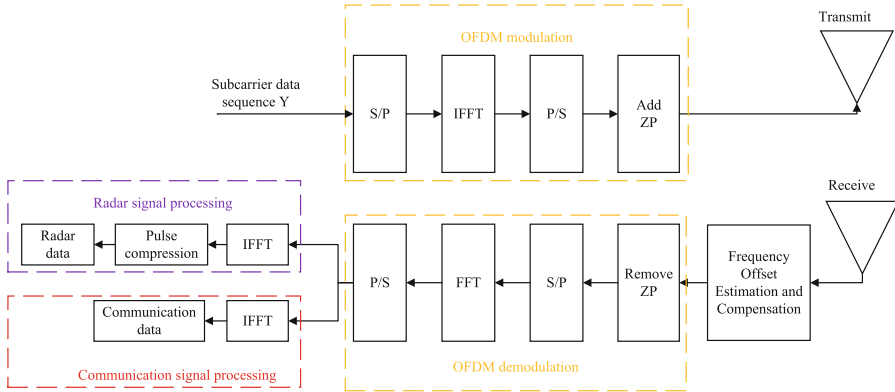 Transmit
OFDM modulation
Subcarrier data
sequence Y
S/P
IFFT
P/S
Add
ZP
Radar signal processing
Receive
Radar
data
Pulse
compression
IFFT
P/S
FFT
S/P
Remove
ZP
Frequency
Offset
Estimation and
Compensation
Communication
data
IFFT
Communication signal processing
OFDM demodulation